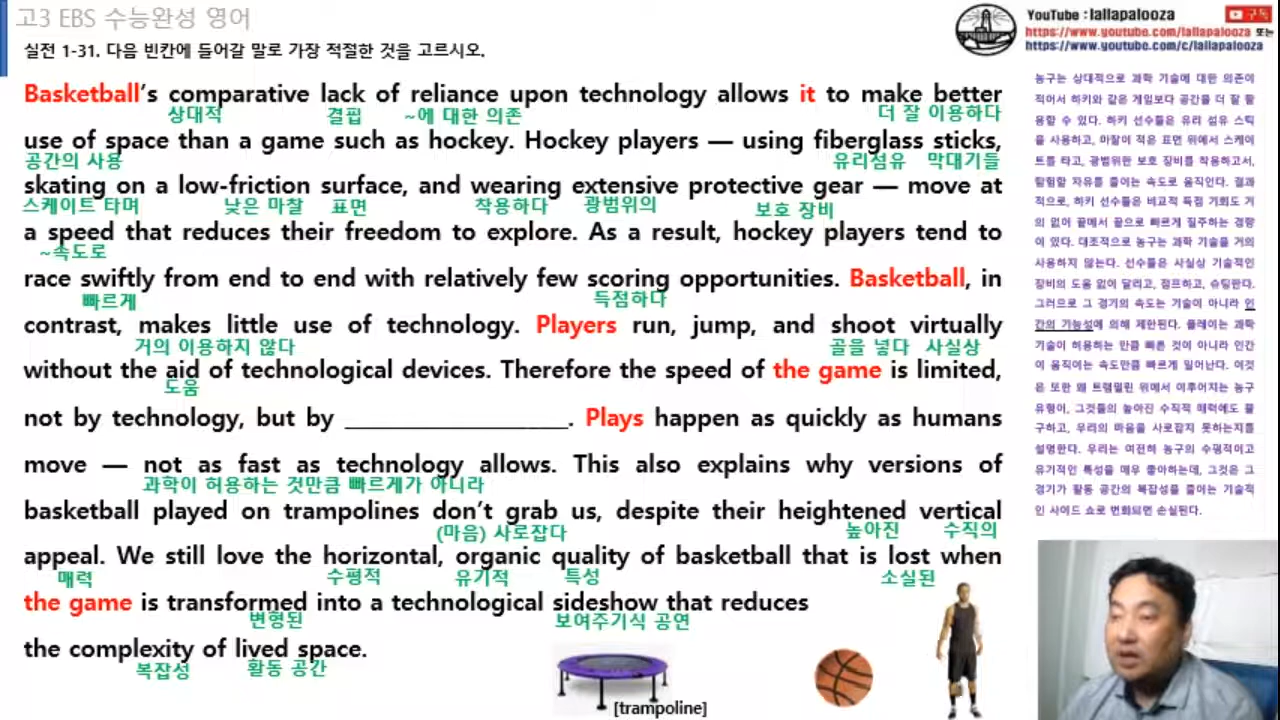 고3 EBS 수능완성 영어
YouTube : lallapalooza
구독
https://www.youtube.com/lallapalooza 또는
https://www.youtube.com/c/lallapalooza
실전 1-31. 다음 빈칸에 들어갈 말로 가장 적절한 것을 고르시오.
Basketball's comparative lack of reliance upon technology allows it to make better
상대적 결핍 ~에 대한 의존 더 잘 이용하다
use of space than a game such as hockey. Hockey players — using fiberglass sticks,
공간의 사용 유리섬유 막대기들
skating on a low-friction surface, and wearing extensive protective gear — move at
스케이트 타며 낮은 마찰 표면 착용하다 광범위의 보호 장비
a speed that reduces their freedom to explore. As a result, hockey players tend to
~속도로
race swiftly from end to end with relatively few scoring opportunities. Basketball, in
빠르게 득점하다
contrast, makes little use of technology. Players run, jump, and shoot virtually
거의 이용하지 않다 골을 넣다 사실상
without the aid of technological devices. Therefore the speed of the game is limited,
도움
not by technology, but by ____________________. Plays happen as quickly as humans
move — not as fast as technology allows. This also explains why versions of
과학이 허용하는 것만큼 빠르게가 아니라
basketball played on trampolines don't grab us, despite their heightened vertical
(마음) 사로잡다 높아진 수직의
appeal. We still love the horizontal, organic quality of basketball that is lost when
매력 수평적 유기적 특성 소실된
the game is transformed into a technological sideshow that reduces
변형된 보여주기식 공연
the complexity of lived space.
복잡성 활동 공간
[trampoline]
농구는 상대적으로 과학 기술에 대한 의존이
적어서 하키와 같은 게임보다 공간을 더 잘 활
용할 수 있다. 하키 선수들은 유리 섬유 스틱
을 사용하고, 마찰이 적은 표면 위에서 스케이
트를 타고, 광범위한 보호 장비를 착용하고서,
탐험할 자유를 줄이는 속도로 움직인다. 결과
적으로, 하키 선수들은 비교적 득점 기회도 거
의 없이 끝에서 끝으로 빠르게 질주하는 경향
이 있다. 대조적으로 농구는 과학 기술을 거의
사용하지 않는다. 선수들은 사실상 기술적인
장비의 도움 없이 달리고, 점프하고, 슈팅한다.
그러므로 그 경기의 속도는 기술이 아니라 인
간의 가능성에 의해 제한된다. 플레이는 과학
기술이 허용하는 만큼 빠른 것이 아니라 인간
이 움직이는 속도만큼 빠르게 일어난다. 이것
은 또한 왜 트램펄린 위에서 이루어지는 농구
유형이, 그것들의 높아진 수직적 매력에도 불
구하고, 우리의 마음을 사로잡지 못하는지를
설명한다. 우리는 여전히 농구의 수평적이고
유기적인 특성을 매우 좋아하는데, 그것은 그
경기가 활동 공간의 복잡성을 줄이는 기술적
인 사이드 쇼로 변화되면 손실된다.